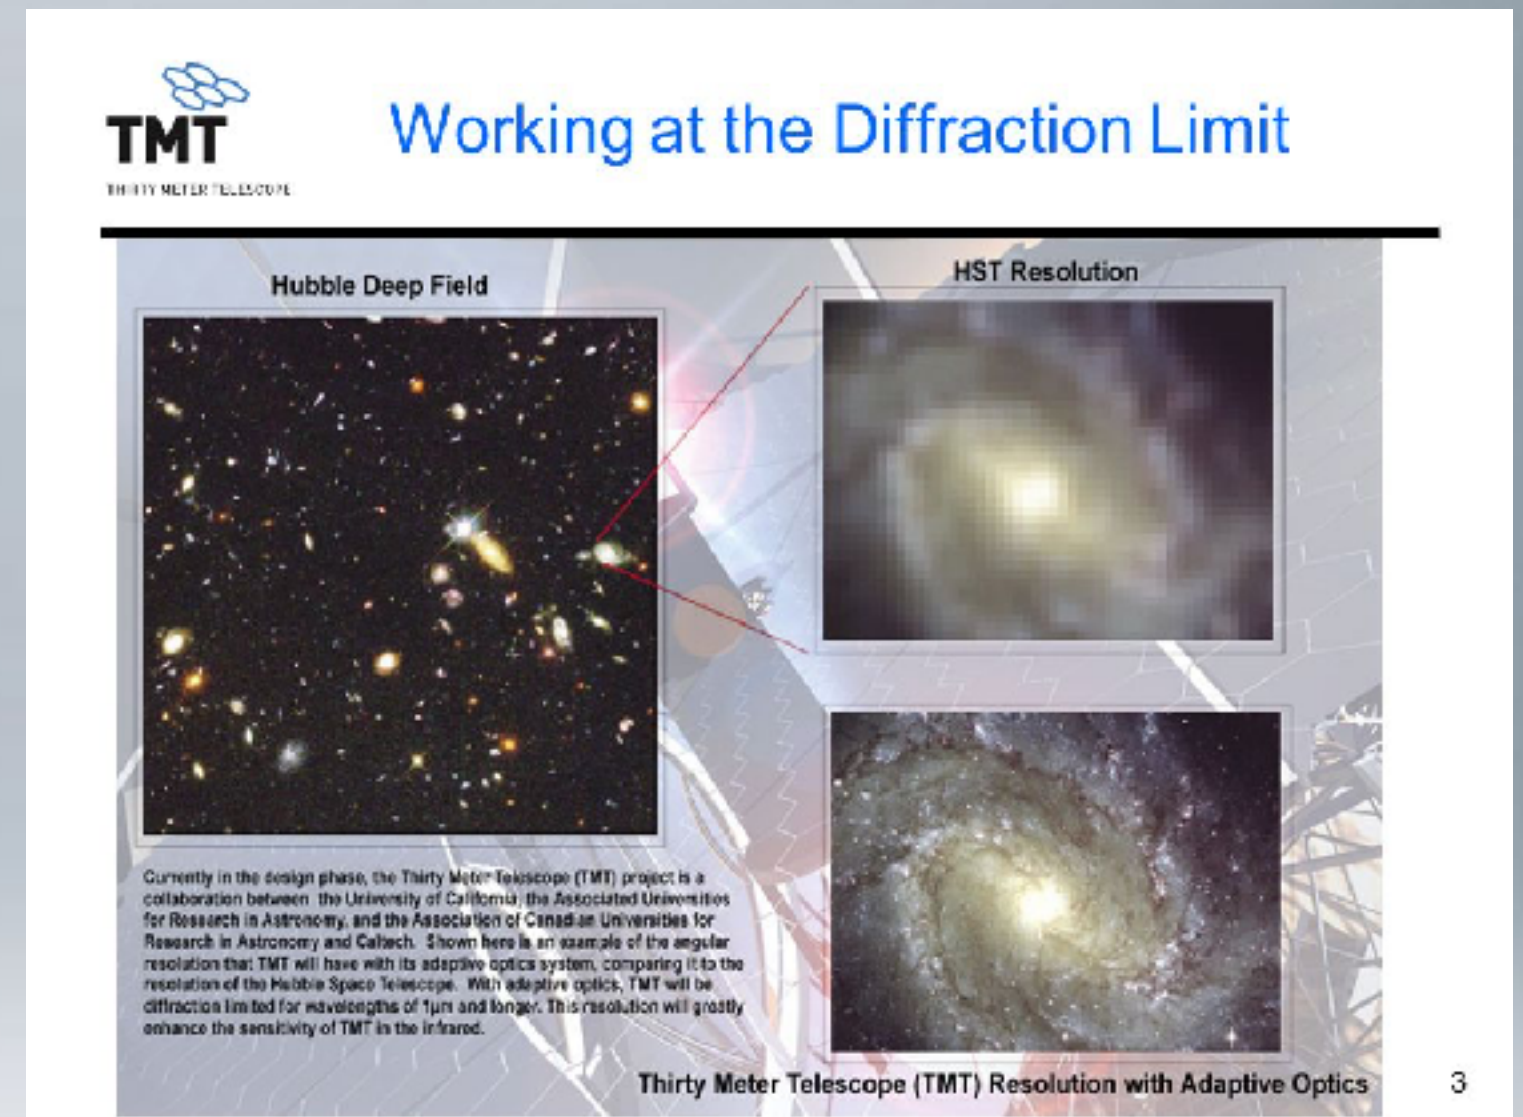 TMT
THIRTY METER TELESCOPE
Working at the Diffraction Limit
Hubble Deep Field
HST Resolution
Currently in the design phase, the Thirty Meter Telescope (TMT) project is a
collaboration between the University of California, the Associated Universities
for Research in Astronomy, and the Association of Canadian Universities for
Research in Astronomy and Caltech. Shown here is an example of the angular
resolution that TMT will have with its adaptive optics system, comparing it to the
resolution of the Hubble Space Telescope. With adaptive optics, TMT will be
diffraction limited for wavelengths of 1µm and longer. This resolution will greatly
enhance the sensitivity of TMT in the infrared.
Thirty Meter Telescope (TMT) Resolution with Adaptive Optics
3